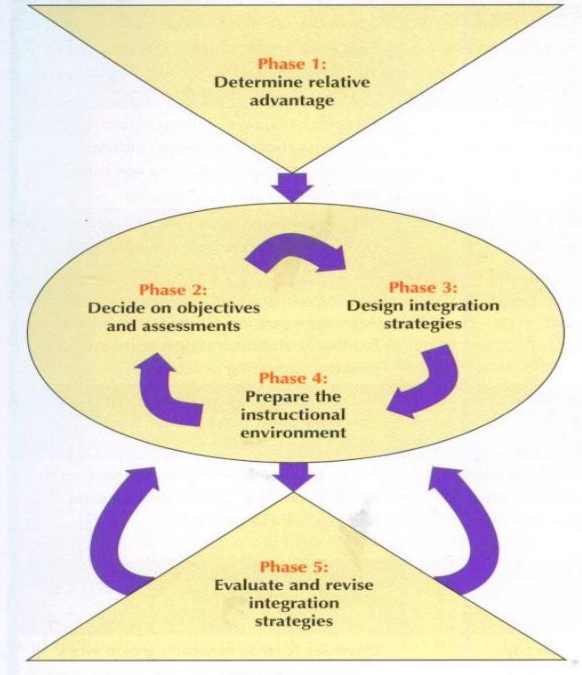 Phase 1:
Determine relative
advantage
Phase 2:
Decide on objectives
and assessments
Phase 3:
Design integration
strategies
Phase 4:
Prepare the
instructional
environment
Phase 5:
Evaluate and revise
integration
strategies